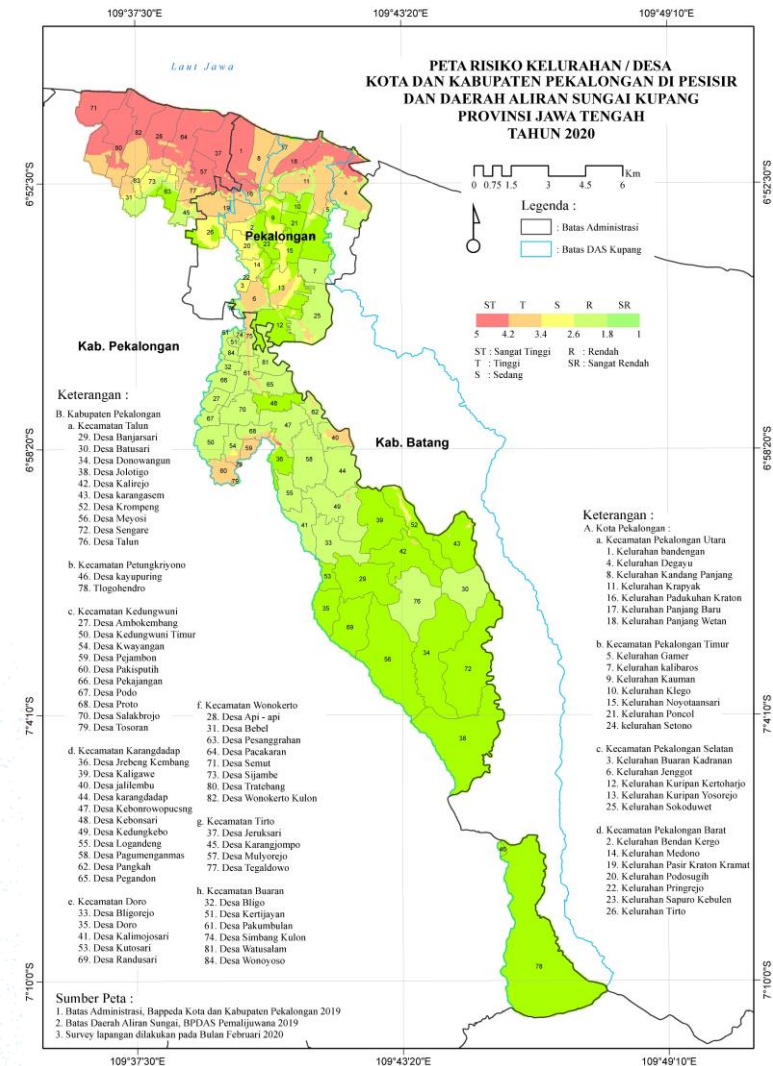 109°37'30"E
109°43'20"E
109°49'10"E
Laut Jawa
PETA RISIKO KELURAHAN / DESA
KOTA DAN KABUPATEN PEKALONGAN DI PESISIR
DAN DAERAH ALIRAN SUNGAI KUPANG
PROVINSI JAWA TENGAH
TAHUN 2020
0 0.75 1.5 3 4.5 6 Km
Legenda :
: Batas Administrasi
: Batas DAS Kupang
ST T S R SR
5 4.2 3.4 2.6 1.8 1
ST : Sangat Tinggi R : Rendah
T : Tinggi SR : Sangat Rendah
S : Sedang
6°52'30"S
6°52'30"S
Pekalongan
Kab. Pekalongan
Kab. Batang
6°58'20"S
6°58'20"S
7°4'10"S
7°4'10"S
7°10'0"S
7°10'0"S
Keterangan :
B. Kabupaten Pekalongan
a. Kecamatan Talun
29. Desa Banjarsari
30. Desa Batusari
34. Desa Donowangun
38. Desa Jolotigo
42. Desa Kalirejo
43. Desa karangasem
52. Desa Krompeng
56. Desa Meyosi
72. Desa Sengare
76. Desa Talun
b. Kecamatan Petungkriyono
46. Desa kayupuring
78. Tlogohendro
c. Kecamatan Kedungwuni
27. Desa Ambokembang
50. Desa Kedungwuni Timur
54. Desa Kwayangan
59. Desa Pejambon
60. Desa Pakisputih
66. Desa Pekajangan
67. Desa Podo
68. Desa Proto
70. Desa Salakbrojo
79. Desa Tosoran
d. Kecamatan Karangdadap
36. Desa Jrebeng Kembang
39. Desa Kaligawe
40. Desa jalilembu
44. Desa karangdadap
47. Desa Kebonrowopucsng
48. Desa Kebonsari
49. Desa Kedungkebo
55. Desa Logandeng
58. Desa Pagumenganmas
62. Desa Pangkah
65. Desa Pegandon
e. Kecamatan Doro
33. Desa Bligorejo
35. Desa Doro
41. Desa Kalimojosari
53. Desa Kutosari
69. Desa Randusari
f. Kecamatan Wonokerto
28. Desa Api - api
31. Desa Bebel
63. Desa Pesanggrahan
64. Desa Pacakaran
71. Desa Semut
73. Desa Sijambe
80. Desa Tratebang
82. Desa Wonokerto Kulon
g. Kecamatan Tirto
37. Desa Jeruksari
45. Desa Karangjompo
57. Desa Mulyorejo
77. Desa Tegaldowo
h. Kecamatan Buaran
32. Desa Bligo
51. Desa Kertijayan
61. Desa Pakumbulan
74. Desa Simbang Kulon
81. Desa Watusalam
84. Desa Wonoyoso
Keterangan :
A. Kota Pekalongan :
a. Kecamatan Pekalongan Utara
1. Kelurahan bandengan
4. Kelurahan Degayu
8. Kelurahan Kandang Panjang
11. Kelurahan Krapyak
16. Kelurahan Padukuhan Kraton
17. Kelurahan Panjang Baru
18. Kelurahan Panjang Wetan
b. Kecamatan Pekalongan Timur
5. Kelurahan Gamer
7. Kelurahan kalibaros
9. Kelurahan Kauman
10. Kelurahan Klego
15. Kelurahan Noyotaansari
21. Kelurahan Poncol
24. kelurahan Setono
c. Kecamatan Pekalongan Selatan
3. Kelurahan Buaran Kadranan
6. Kelurahan Jenggot
12. Kelurahan Kuripan Kertoharjo
13. Kelurahan Kuripan Yosorejo
25. Kelurahan Sokoduwet
d. Kecamatan Pekalongan Barat
2. Kelurahan Bendan Kergo
14. Kelurahan Medono
19. Kelurahan Pasir Kraton Kramat
20. Kelurahan Podosugih
22. Kelurahan Pringrejo
23. Kelurahan Sapuro Kebulen
26. Kelurahan Tirto
Sumber Peta :
1. Batas Administrasi, Bappeda Kota dan Kabupaten Pekalongan 2019
2. Batas Daerah Aliran Sungai, BPDAS Pemalijuwana 2019
3. Survey lapangan dilakukan pada Bulan Februari 2020
109°37'30"E
109°43'20"E
109°49'10"E